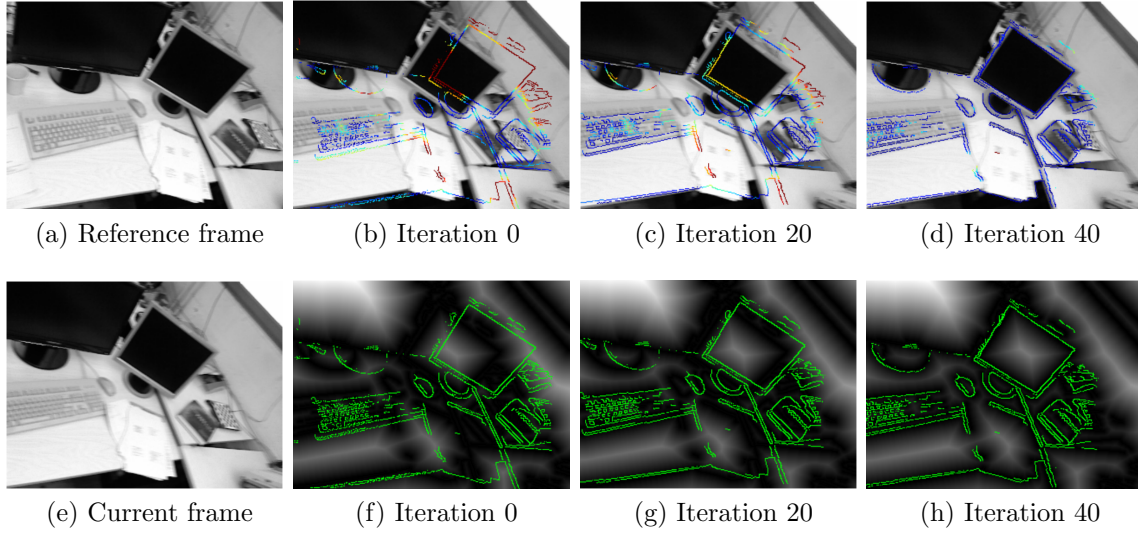 (a) Reference frame
(b) Iteration 0
(c) Iteration 20
(d) Iteration 40
(e) Current frame
(f) Iteration 0
(g) Iteration 20
(h) Iteration 40